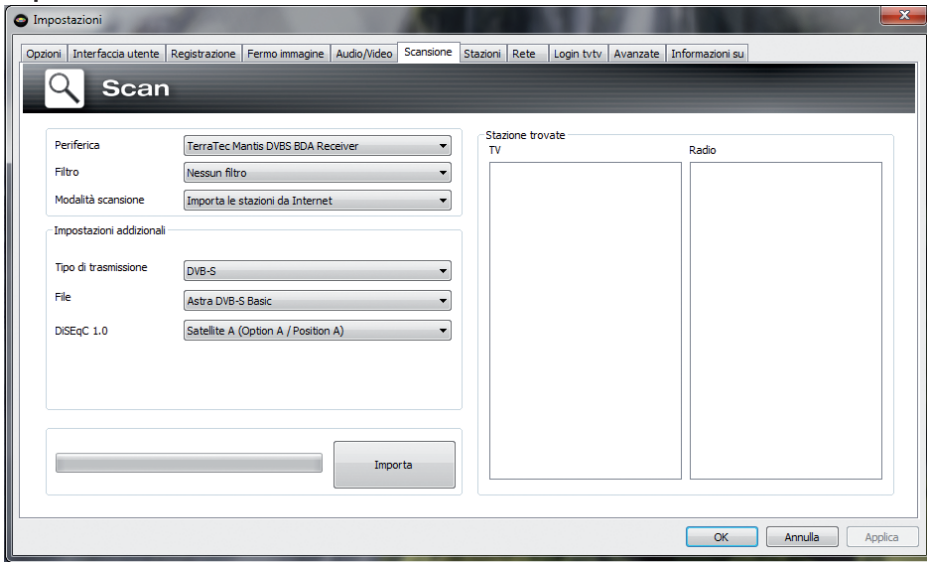 Impostazioni
Opzioni Interfaccia utente Registrazione Fermo immagine Audio/Video Scansione Stazioni Rete Login tvtv Avanzate Informazioni su
Scan
Periferica TerraTec Mantis DVBS BDA Receiver
Filtro Nessun filtro
Modalità scansione Importa le stazioni da Internet
Impostazioni addizionali
Tipo di trasmissione DVB-S
File Astra DVB-S Basic
DiSEqC 1.0 Satellite A (Option A / Position A)
Importa
Stazione trovate
TV Radio
OK Annulla Applica